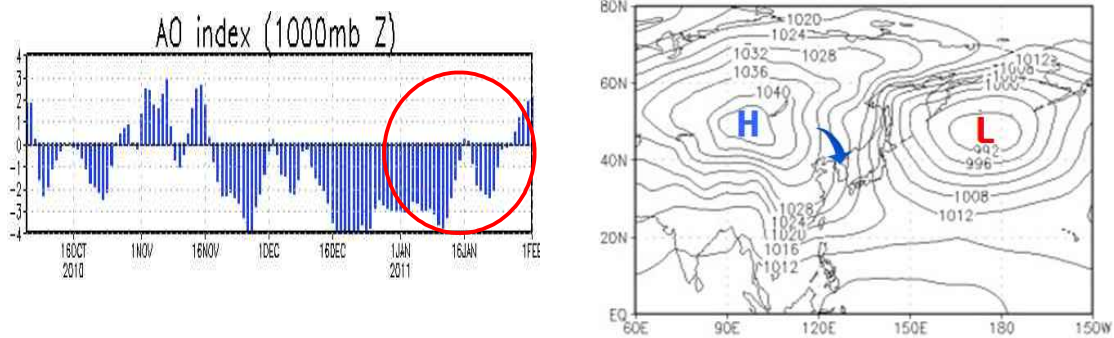 AO index (1000mb Z)
4
3
2
1
0
-1
-2
-3
-4
16OCT 1NOV 16NOV 1DEC 16DEC 1JAN 16JAN 1FEB
2010 2011
80N
60N
40N
20N
EQ
60E 90E 120E 150E 180 150W
1020
1024
1032 1028
1036
1040
H
1012
1008
1000
L
992
996
1008
1012
1028
1024
1020
1016
1012